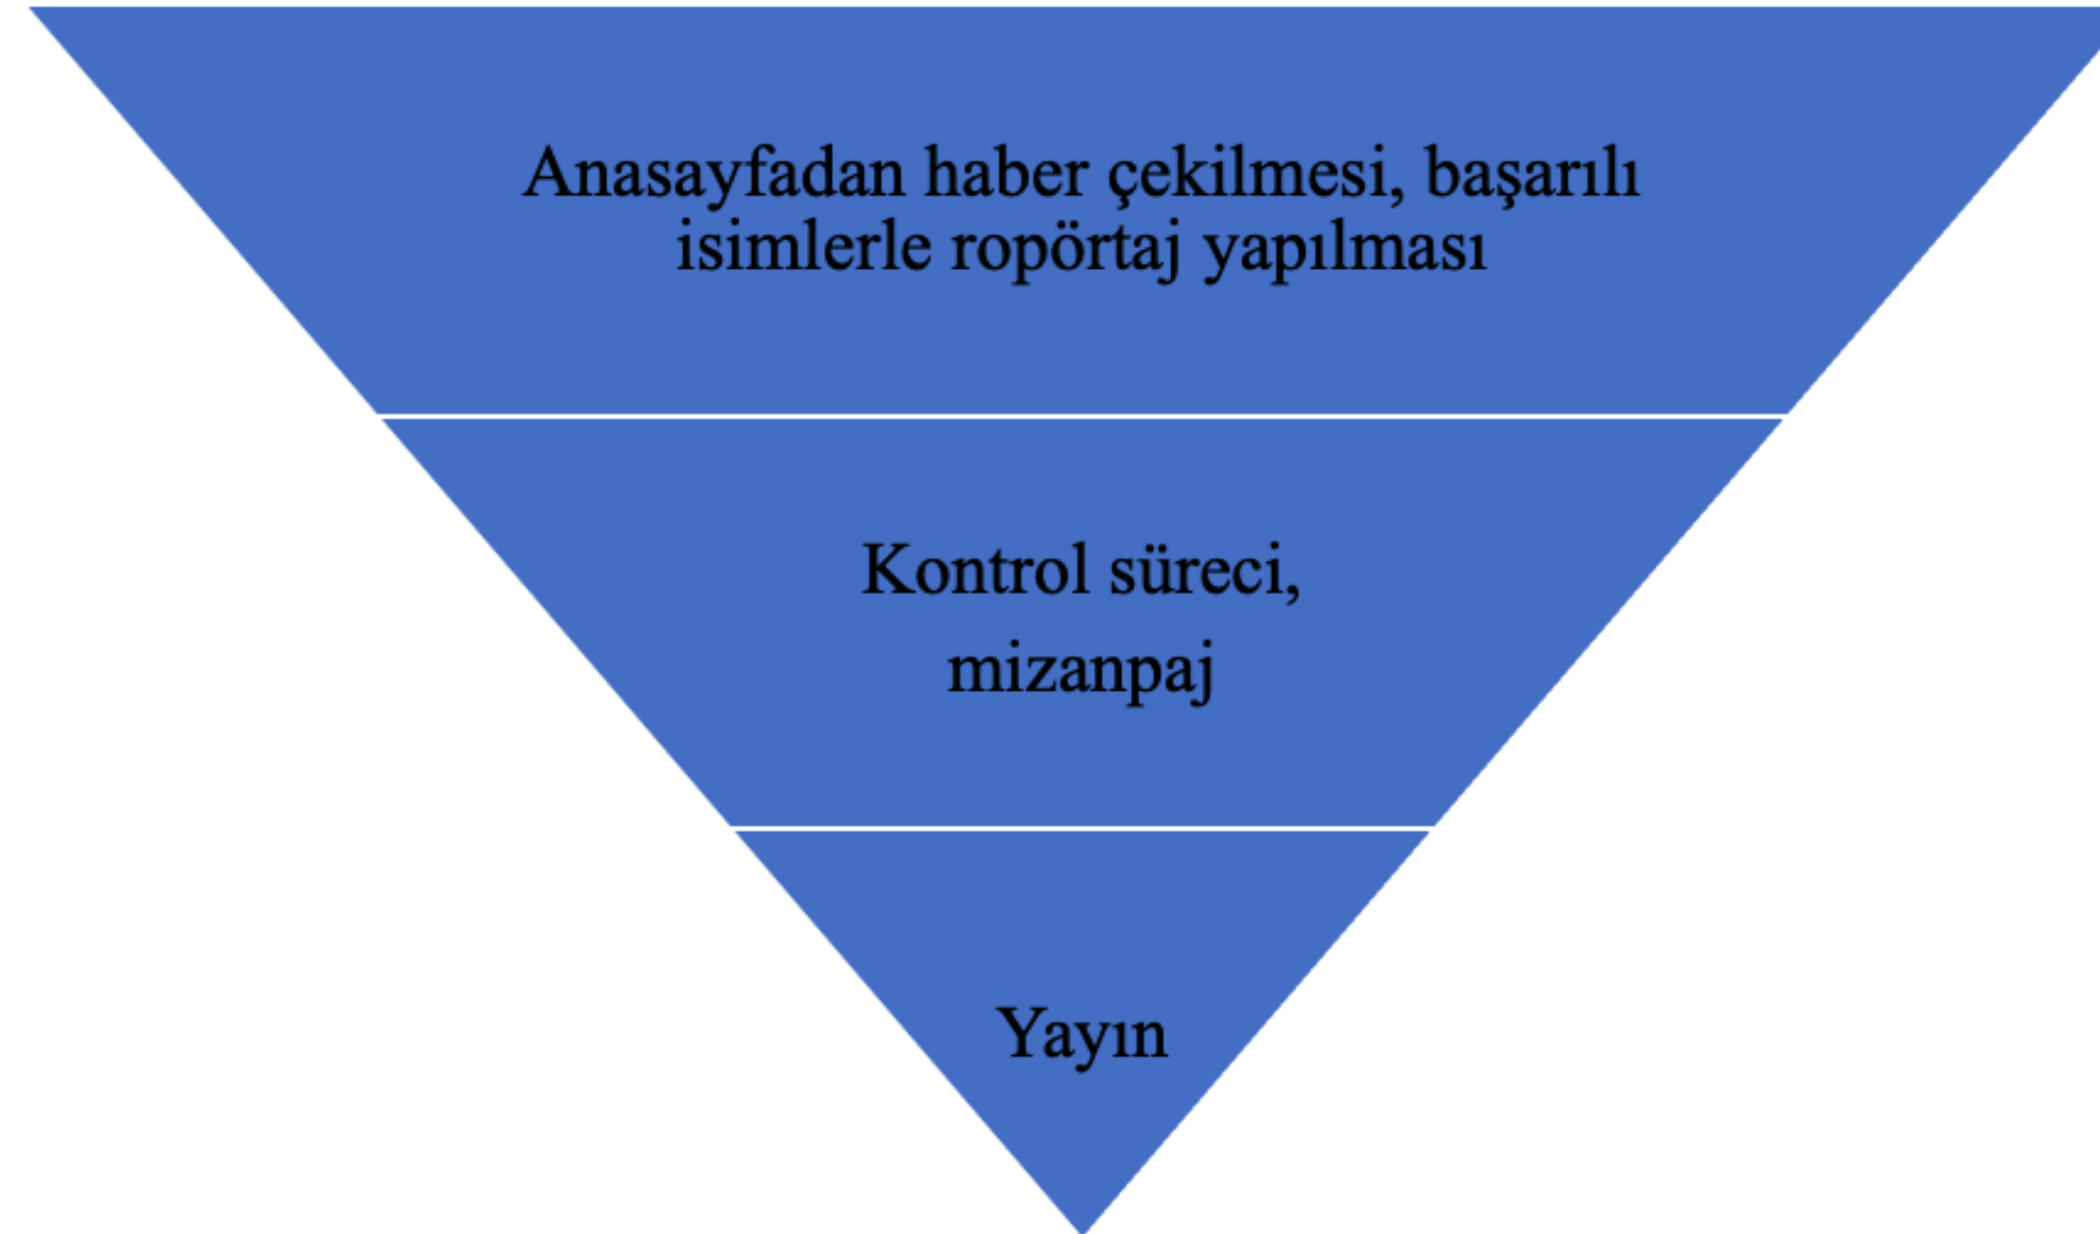 Anasayfadan haber çekilmesi, başarılı
isimlerle ropörtaj yapılması
Kontrol süreci,
mizanpaj
Yayın